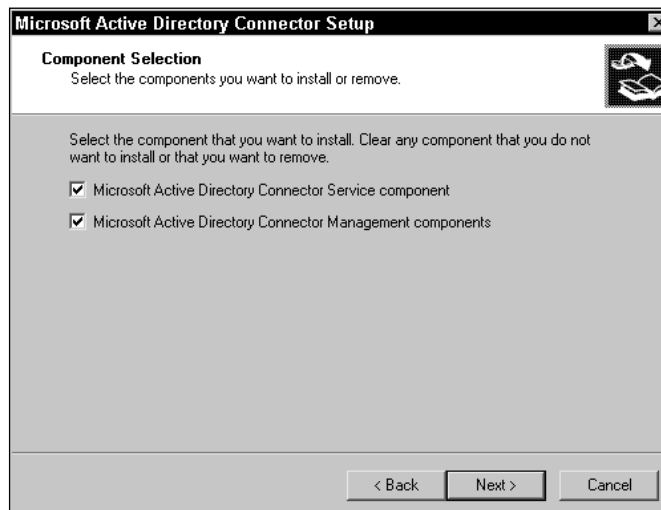 Microsoft Active Directory Connector Setup
Component Selection
Select the components you want to install or remove.
Select the component that you want to install. Clear any component that you do not
want to install or that you want to remove.
Microsoft Active Directory Connector Service component
Microsoft Active Directory Connector Management components
< Back
Next >
Cancel